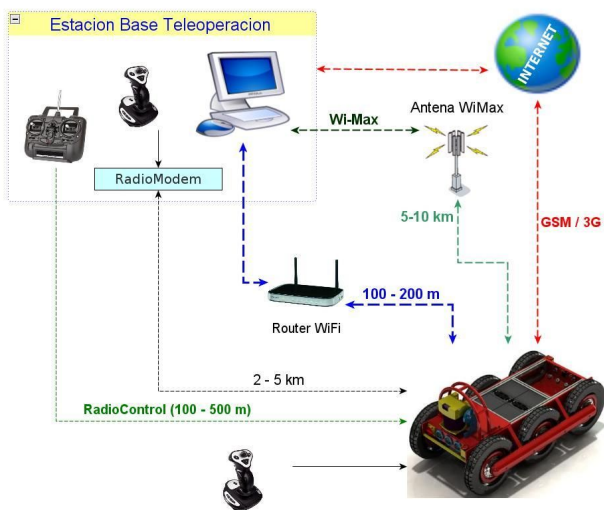 Estacion Base Teleoperacion
INTERNET
Antena WiMax
Wi-Max
RadioModem
5-10 km
GSM / 3G
100 - 200 m
Router WiFi
2 - 5 km
RadioControl (100 - 500 m)